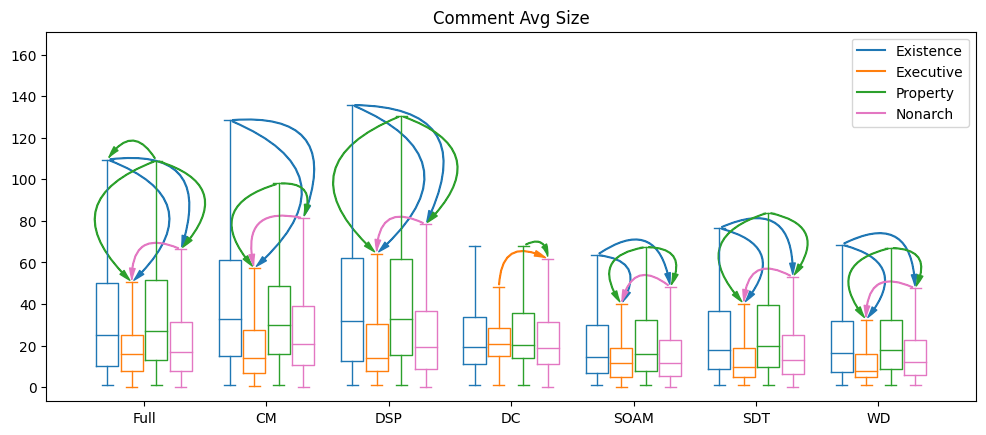 Comment Avg Size
160
140
120
100
80
60
40
20
0
Existence
Executive
Property
Nonarch
Full CM DSP DC SOAM SDT WD